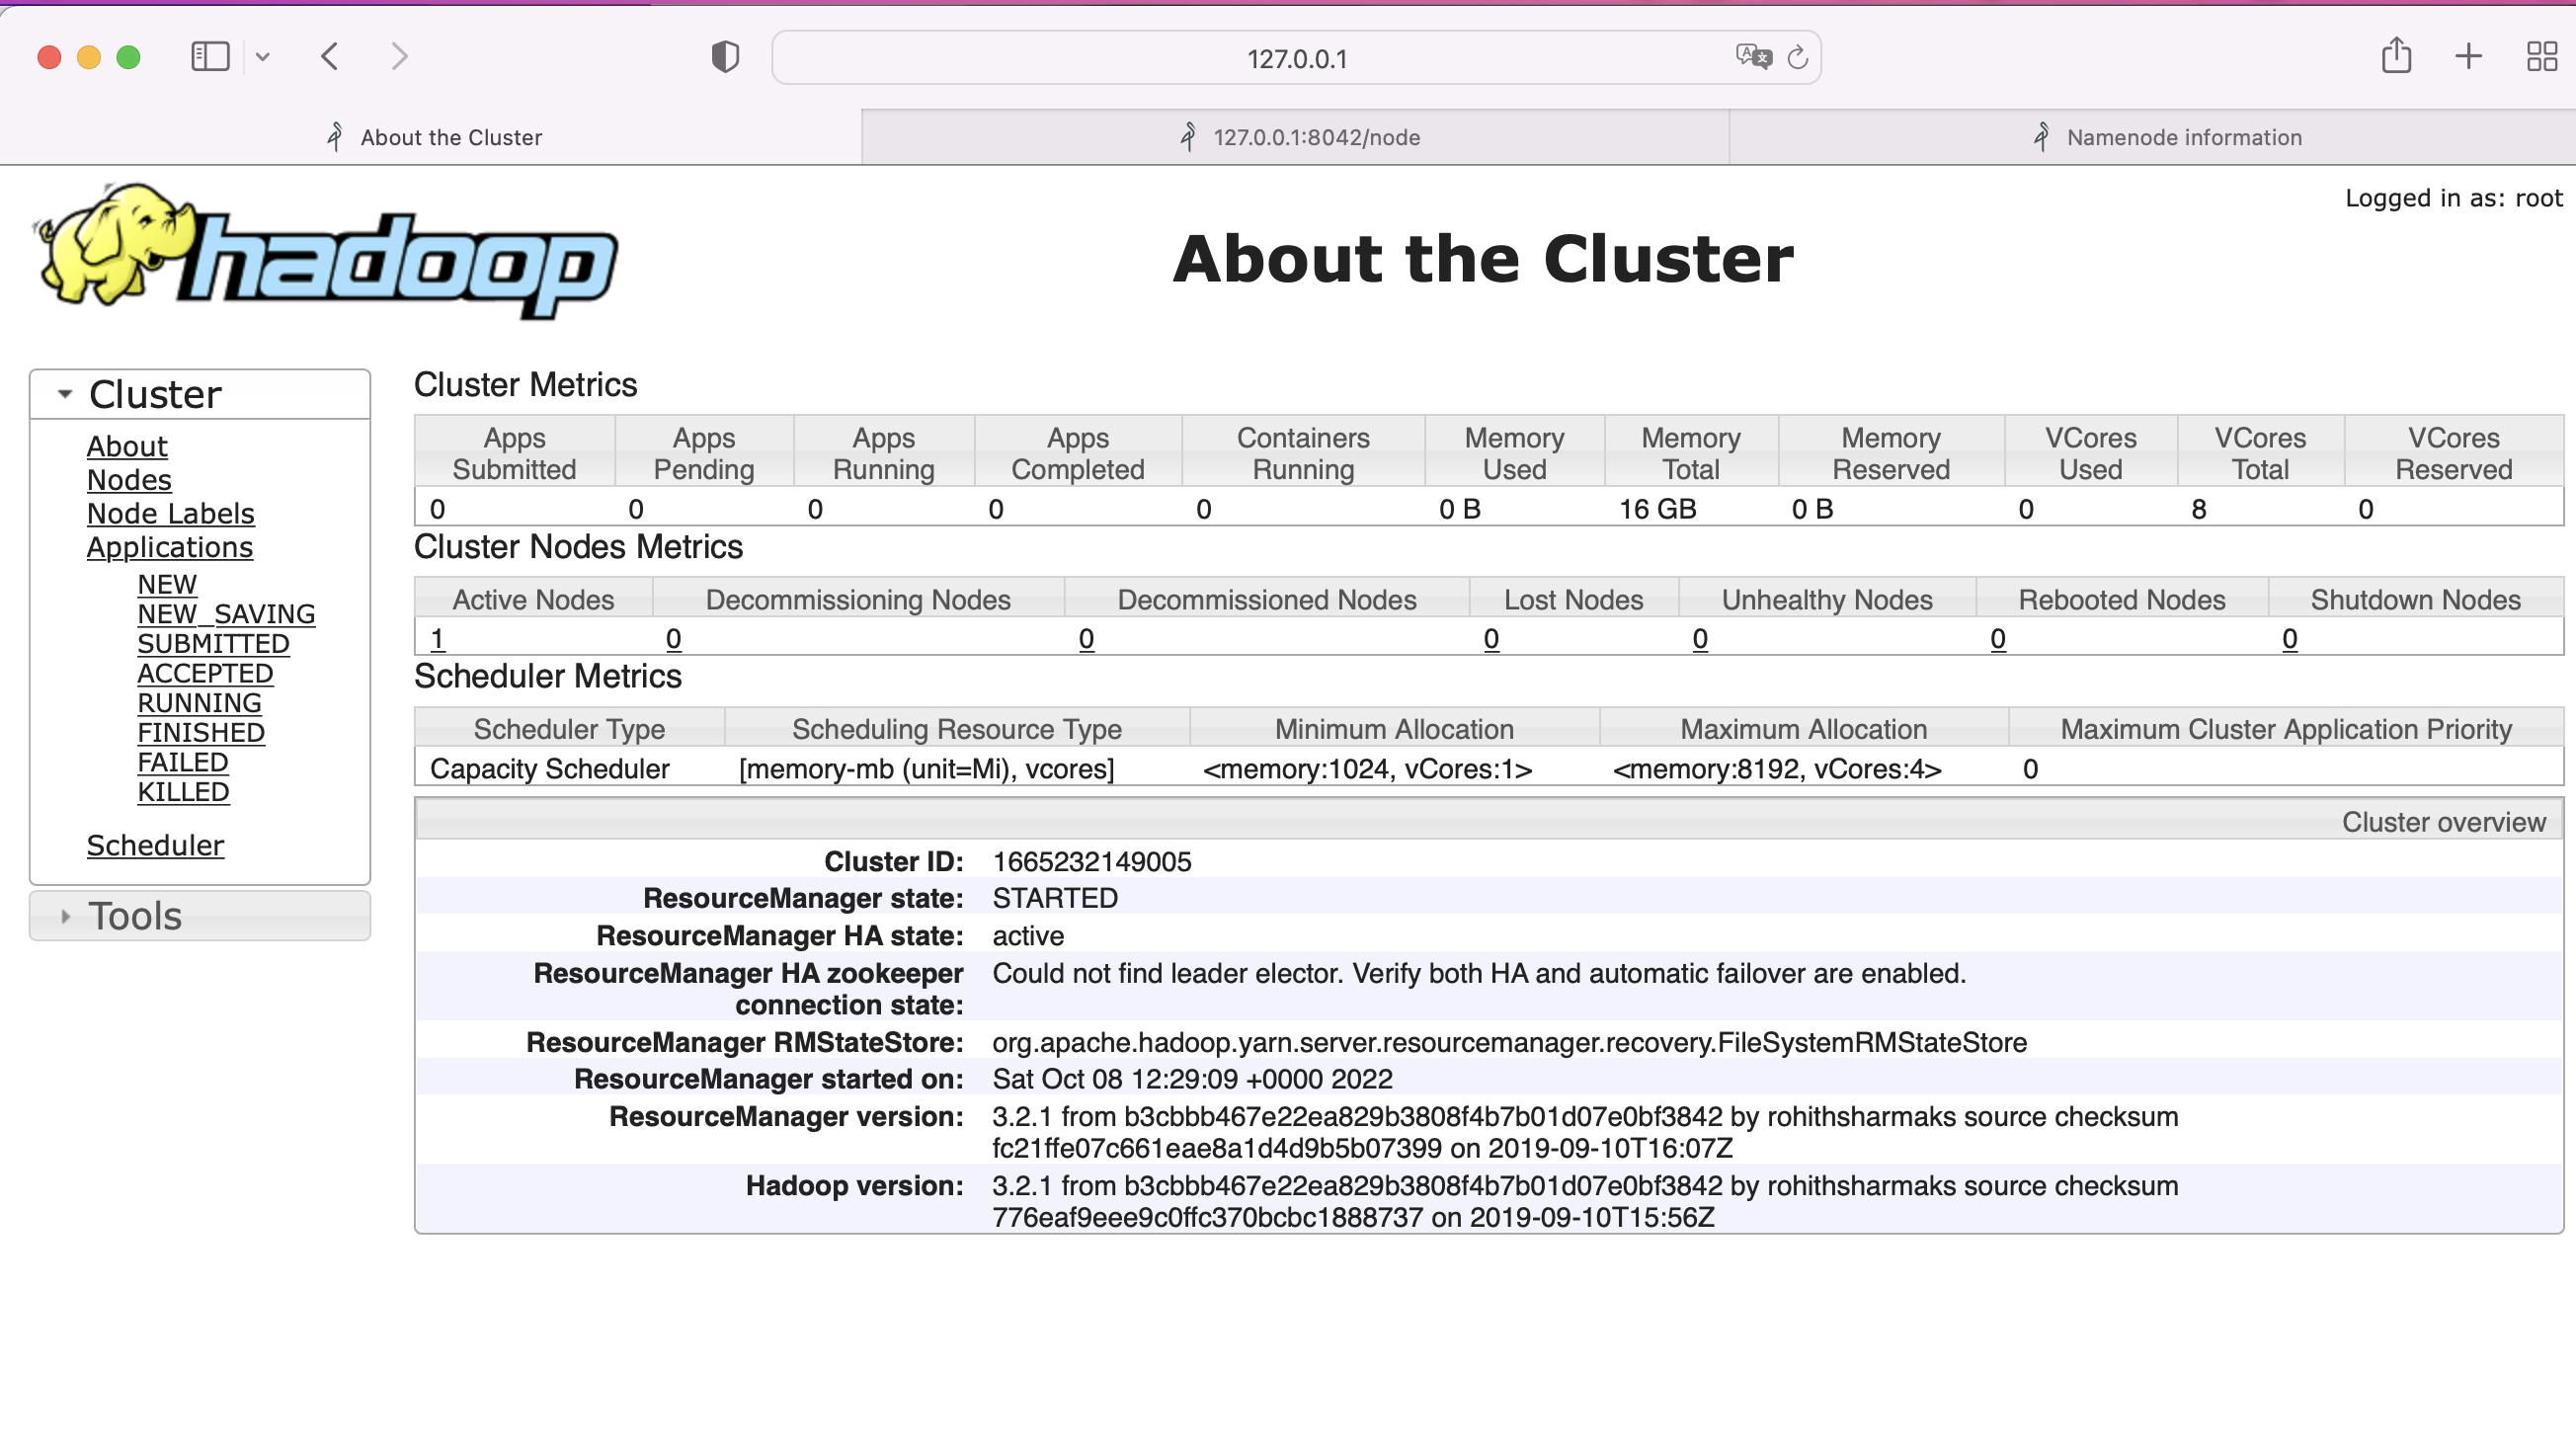 127.0.0.1
About the Cluster
127.0.0.1:8042/node
Namenode information
hadoop
Logged in as: root
About the Cluster
Cluster
About
Nodes
Node Labels
Applications
NEW
NEW_SAVING
SUBMITTED
ACCEPTED
RUNNING
FINISHED
FAILED
KILLED
Scheduler
Tools
Cluster Metrics
Apps Submitted Apps Pending Apps Running Apps Completed Containers Running Memory Used Memory Total Memory Reserved VCores Used VCores Total VCores Reserved
0 0 0 0 0 0 B 16 GB 0 B 0 8 0
Cluster Nodes Metrics
Active Nodes Decommissioning Nodes Decommissioned Nodes Lost Nodes Unhealthy Nodes Rebooted Nodes Shutdown Nodes
1 0 0 0 0 0 0
Scheduler Metrics
Scheduler Type Scheduling Resource Type Minimum Allocation Maximum Allocation Maximum Cluster Application Priority
Capacity Scheduler [memory-mb (unit=Mi), vcores] <memory:1024, vCores:1> <memory:8192, vCores:4> 0
Cluster overview
Cluster ID: 1665232149005
ResourceManager state: STARTED
ResourceManager HA state: active
ResourceManager HA zookeeper connection state: Could not find leader elector. Verify both HA and automatic failover are enabled.
ResourceManager RMStateStore: org.apache.hadoop.yarn.server.resourcemanager.recovery.FileSystemRMStateStore
ResourceManager started on: Sat Oct 08 12:29:09 +0000 2022
ResourceManager version: 3.2.1 from b3cbbb467e22ea829b3808f4b7b01d07e0bf3842 by rohithsharmaks source checksum
fc21ffe07c661eae8a1d4d9b5b07399 on 2019-09-10T16:07Z
Hadoop version: 3.2.1 from b3cbbb467e22ea829b3808f4b7b01d07e0bf3842 by rohithsharmaks source checksum
776eaf9eee9c0ffc370bcbc1888737 on 2019-09-10T15:56Z